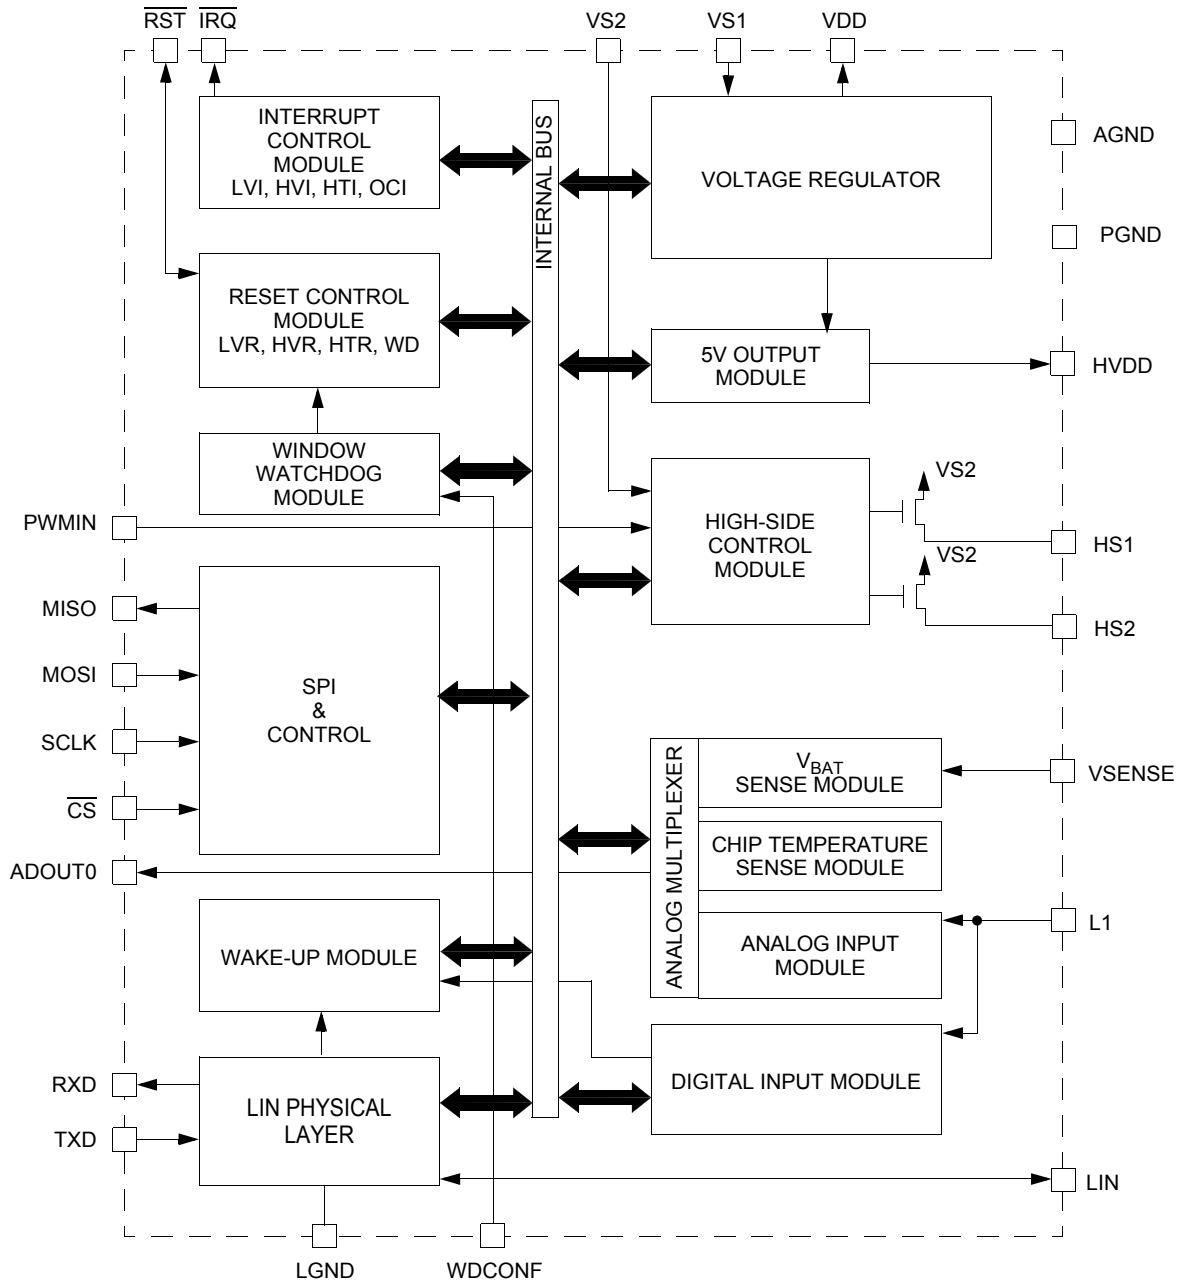 RST IRQ VS2 VS1 VDD
INTERRUPT
CONTROL
MODULE
LVI, HVI, HTI, OCI
INTERNAL BUS
VOLTAGE REGULATOR
AGND
PGND
RESET CONTROL
MODULE
LVR, HVR, HTR, WD
5V OUTPUT
MODULE
HVDD
WINDOW
WATCHDOG
MODULE
PWMIN
HIGH-SIDE
CONTROL
MODULE
VS2
HS1
VS2
HS2
MISO
MOSI
SCLK
CS
SPI
&
CONTROL
ADOUT0
ANALOG MULTIPLEXER
VBAT
SENSE MODULE
VSENSE
CHIP TEMPERATURE
SENSE MODULE
ANALOG INPUT
MODULE
L1
WAKE-UP MODULE
DIGITAL INPUT MODULE
RXD
TXD
LIN PHYSICAL
LAYER
LIN
LGND
WDCONF